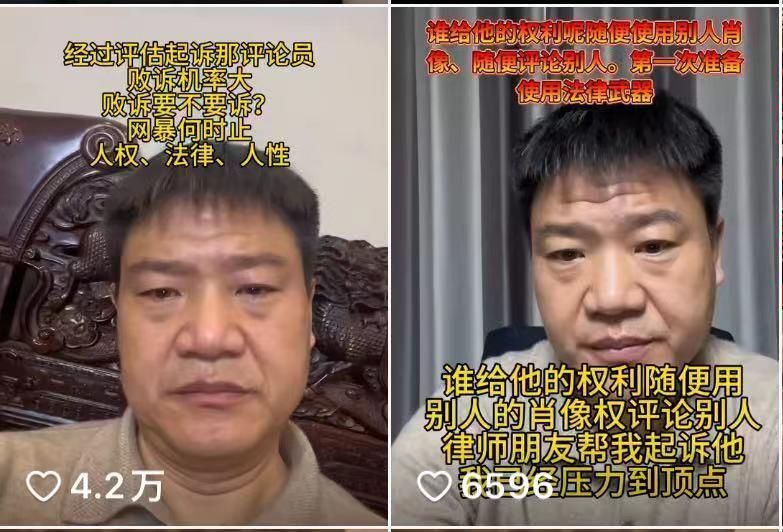 经过评估起诉那评论员
败诉机率大
败诉要不要诉？
网暴何时止
人权、法律、人性
4.2万
谁给他的权利呢随便使用别人肖
像、随便评论别人。第一次准备
使用法律武器
谁给他的权利随便用
别人的肖像权评论别人
律师朋友帮我起诉他
我已经压力到顶点
6596